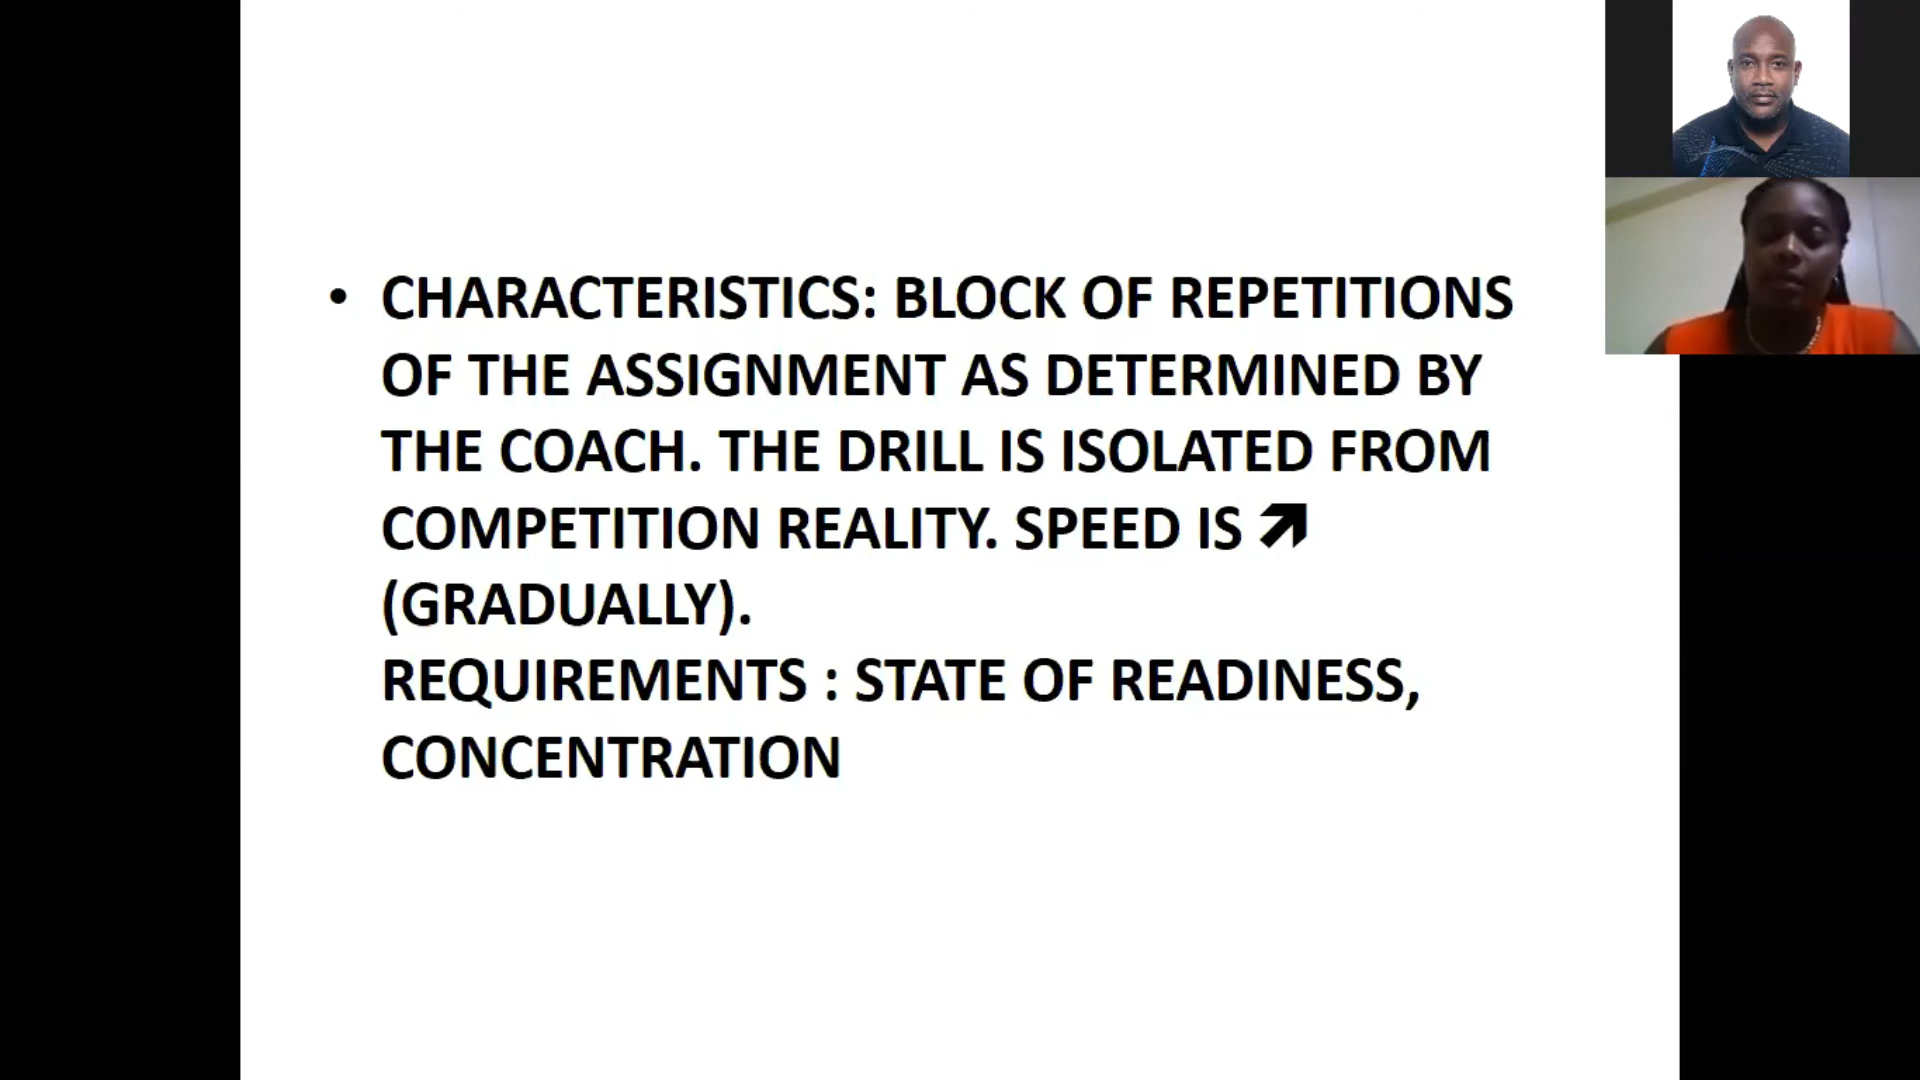 • CHARACTERISTICS: BLOCK OF REPETITIONS
OF THE ASSIGNMENT AS DETERMINED BY
THE COACH. THE DRILL IS ISOLATED FROM
COMPETITION REALITY. SPEED IS ↗
(GRADUALLY).
REQUIREMENTS : STATE OF READINESS,
CONCENTRATION